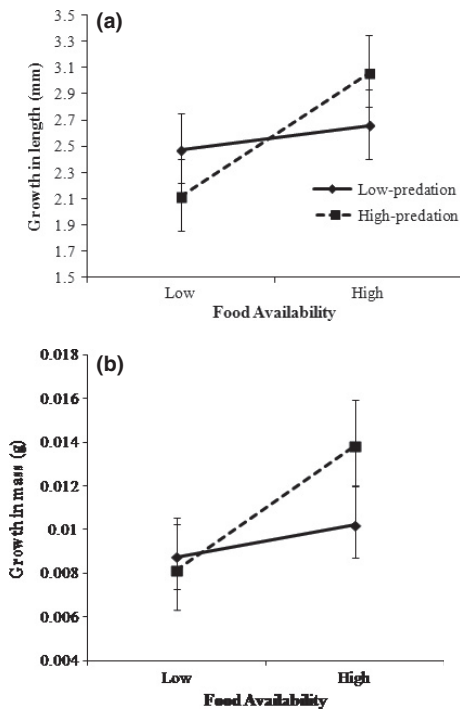 (a)
3.5
3.3
3.1
2.9
2.7
2.5
2.3
2.1
1.9
1.7
1.5
Growth in length (mm)
Low-predation
High-predation
Low High
Food Availability
(b)
0.018
0.016
0.014
0.012
0.01
0.008
0.006
0.004
Growth in mass (g)
Low High
Food Availability